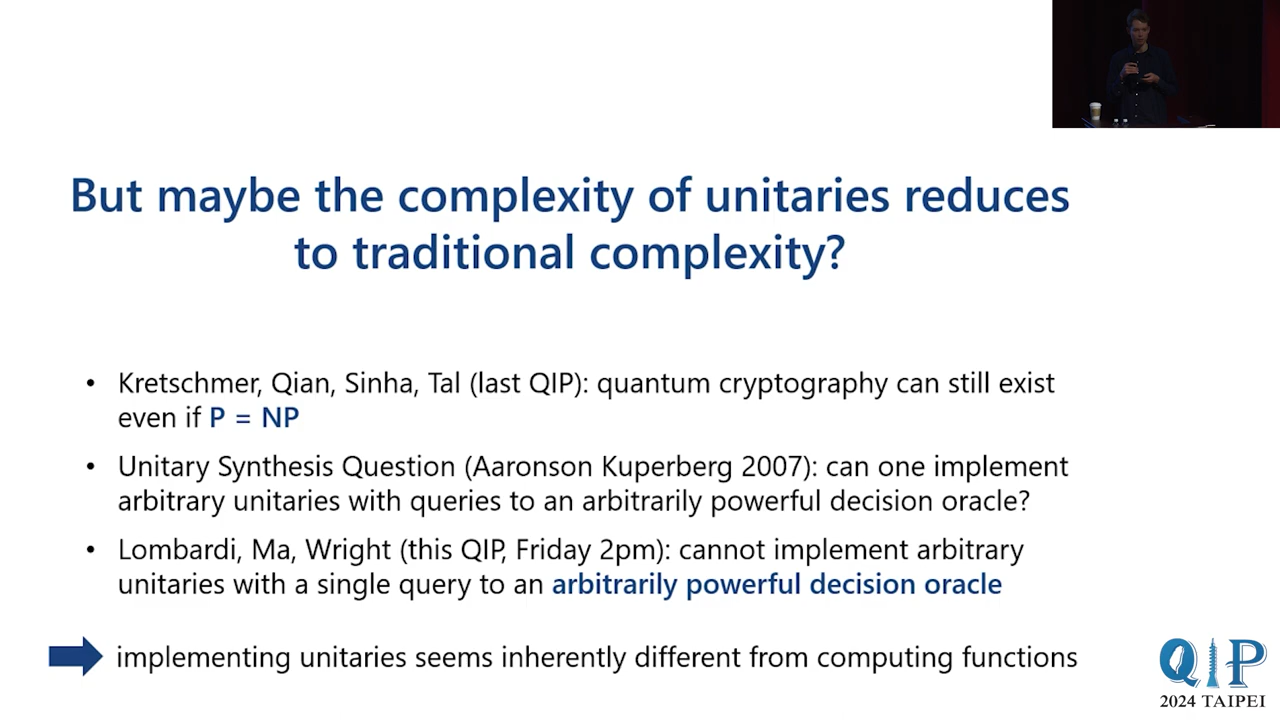 But maybe the complexity of unitaries reduces
to traditional complexity?
• Kretschmer, Qian, Sinha, Tal (last QIP): quantum cryptography can still exist
even if P = NP
• Unitary Synthesis Question (Aaronson Kuperberg 2007): can one implement
arbitrary unitaries with queries to an arbitrarily powerful decision oracle?
• Lombardi, Ma, Wright (this QIP, Friday 2pm): cannot implement arbitrary
unitaries with a single query to an arbitrarily powerful decision oracle
implementing unitaries seems inherently different from computing functions
QIP
2024 TAIPEI